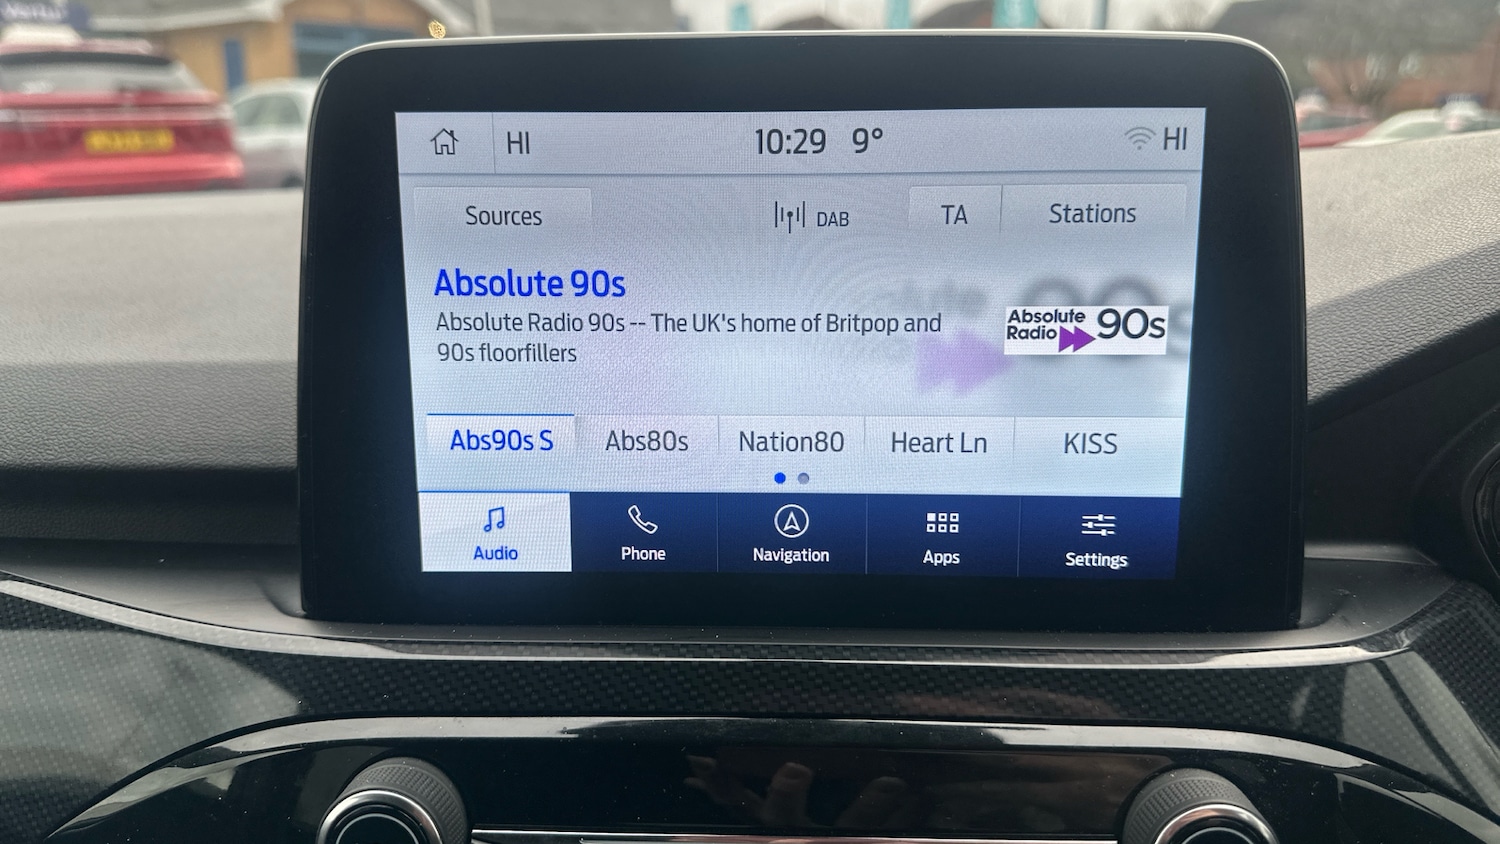 HI
10:29 9°
HI
Sources
DAB
TA
Stations
Absolute 90s
Absolute Radio 90s -- The UK's home of Britpop and
90s floorfillers
Absolute
Radio
90s
Abs90s S
Abs80s
Nation80
Heart Ln
KISS
Audio
Phone
Navigation
Apps
Settings